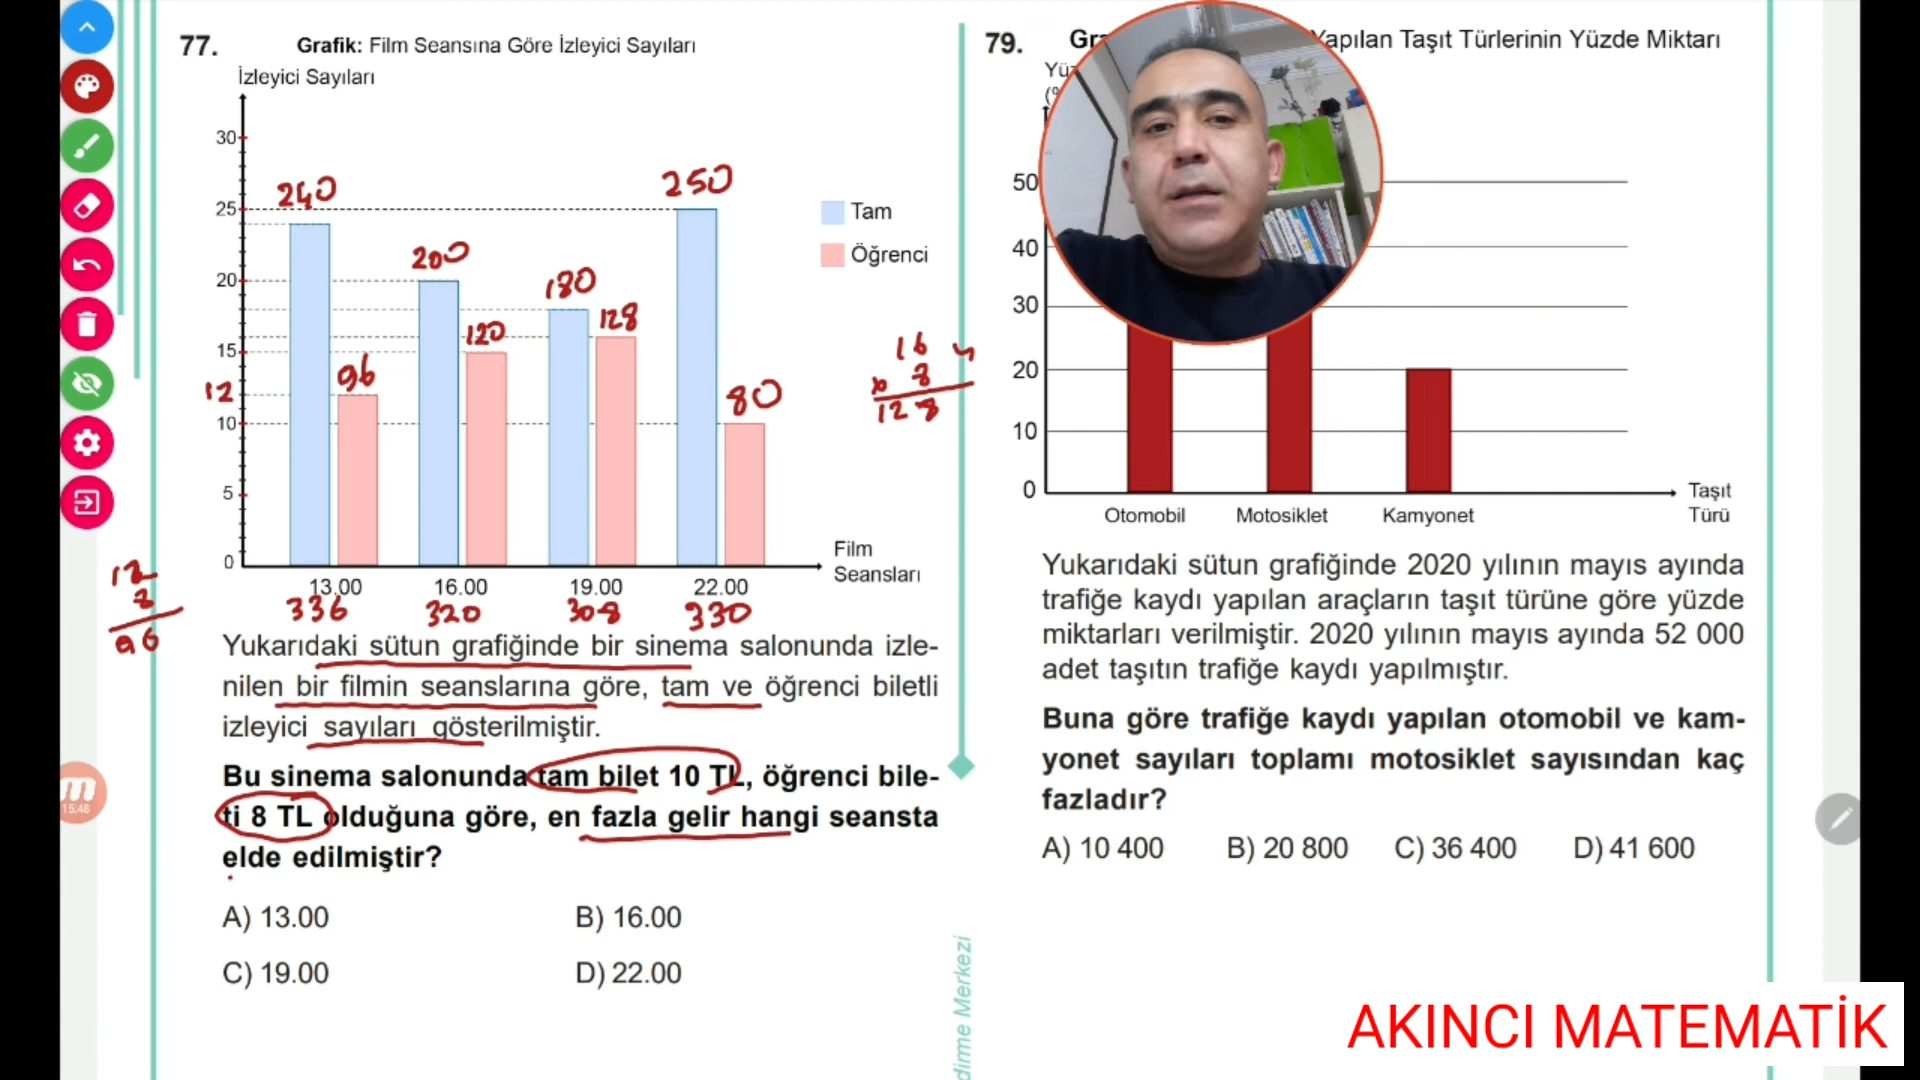 77.
Grafik: Film Seansına Göre İzleyici Sayıları
İzleyici Sayıları
30
25
20
15
10
5
0
240
96
200
120
180
128
250
80
12
Tam
Öğrenci
16
8
128
13.00 16.00 19.00 22.00
336 320 308 330
Film
Seansları
12
8
96
Yukarıdaki sütun grafiğinde bir sinema salonunda izle-
nilen bir filmin seanslarına göre, tam ve öğrenci biletli
izleyici sayıları gösterilmiştir.
Bu sinema salonunda tam bilet 10 TL, öğrenci bile-
ti 8 TL olduğuna göre, en fazla gelir hangi seansta
elde edilmiştir?
A) 13.00 B) 16.00
C) 19.00 D) 22.00
15:48
79.
Yapılan Taşıt Türlerinin Yüzde Miktarı
50
40
30
20
10
0
Otomobil Motosiklet Kamyonet
Taşıt
Türü
Yukarıdaki sütun grafiğinde 2020 yılının mayıs ayında
trafiğe kaydı yapılan araçların taşıt türüne göre yüzde
miktarları verilmiştir. 2020 yılının mayıs ayında 52 000
adet taşıtın trafiğe kaydı yapılmıştır.
Buna göre trafiğe kaydı yapılan otomobil ve kam-
yonet sayıları toplamı motosiklet sayısından kaç
fazladır?
A) 10 400 B) 20 800 C) 36 400 D) 41 600
dirme Merkezi
AKINCI MATEMATİK